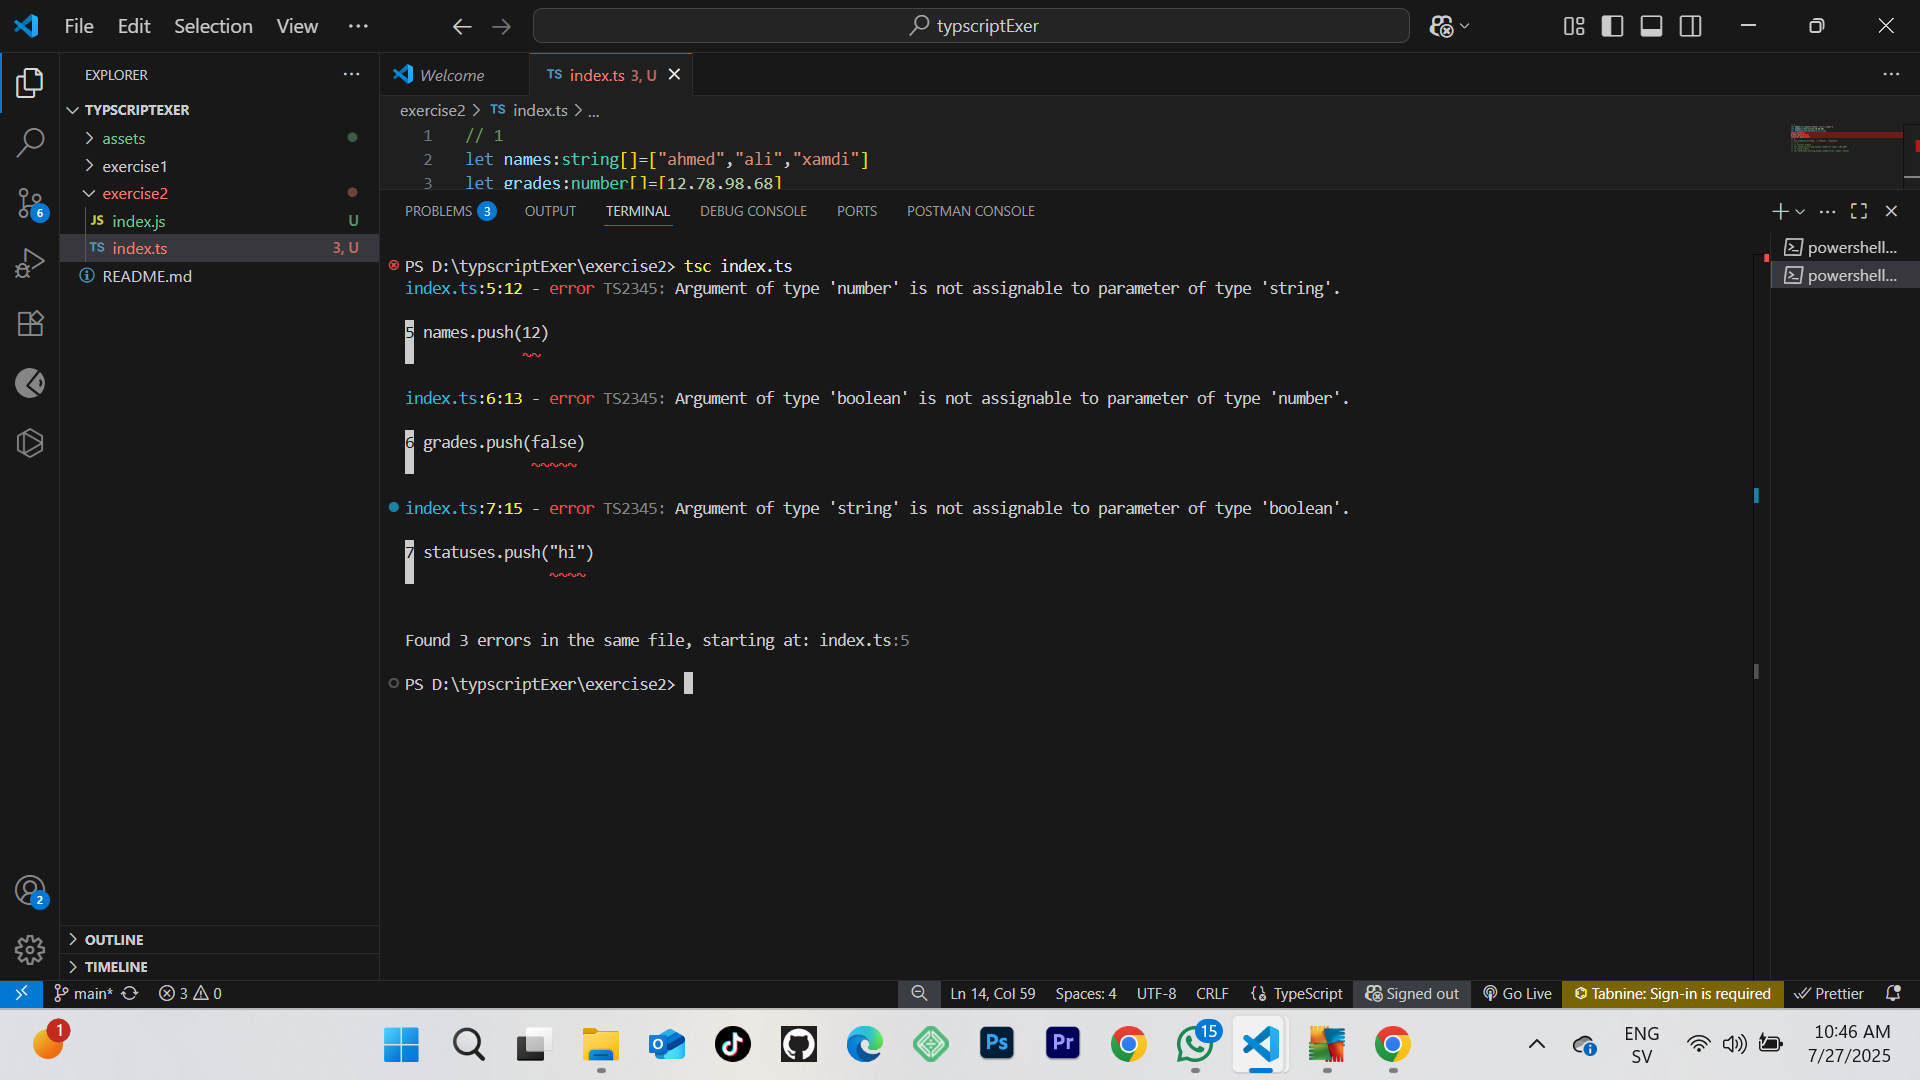 File Edit Selection View ...
typscriptExer
EXPLORER
TYPSCRIPTEXER
assets
exercise1
exercise2
JS index.js U
TS index.ts 3, U
README.md
OUTLINE
TIMELINE
6
2
Welcome
TS index.ts 3, U
exercise2 > TS index.ts > ...
1 // 1
2 let names:string[]=["ahmed","ali","xamdi"]
3 let grades:number[]=[12,78,98,68]
PROBLEMS 3 OUTPUT TERMINAL DEBUG CONSOLE PORTS POSTMAN CONSOLE
powershell...
powershell...
PS D:\typscriptExer\exercise2> tsc index.ts
index.ts:5:12 - error TS2345: Argument of type 'number' is not assignable to parameter of type 'string'.
5 names.push(12)
~~
index.ts:6:13 - error TS2345: Argument of type 'boolean' is not assignable to parameter of type 'number'.
6 grades.push(false)
~~~~~
index.ts:7:15 - error TS2345: Argument of type 'string' is not assignable to parameter of type 'boolean'.
7 statuses.push("hi")
~~~~
Found 3 errors in the same file, starting at: index.ts:5
PS D:\typscriptExer\exercise2>
main* 3 0 Ln 14, Col 59 Spaces: 4 UTF-8 CRLF {} TypeScript Signed out Go Live Tabnine: Sign-in is required Prettier
1
Ps
Pr
15
ENG
SV
10:46 AM
7/27/2025